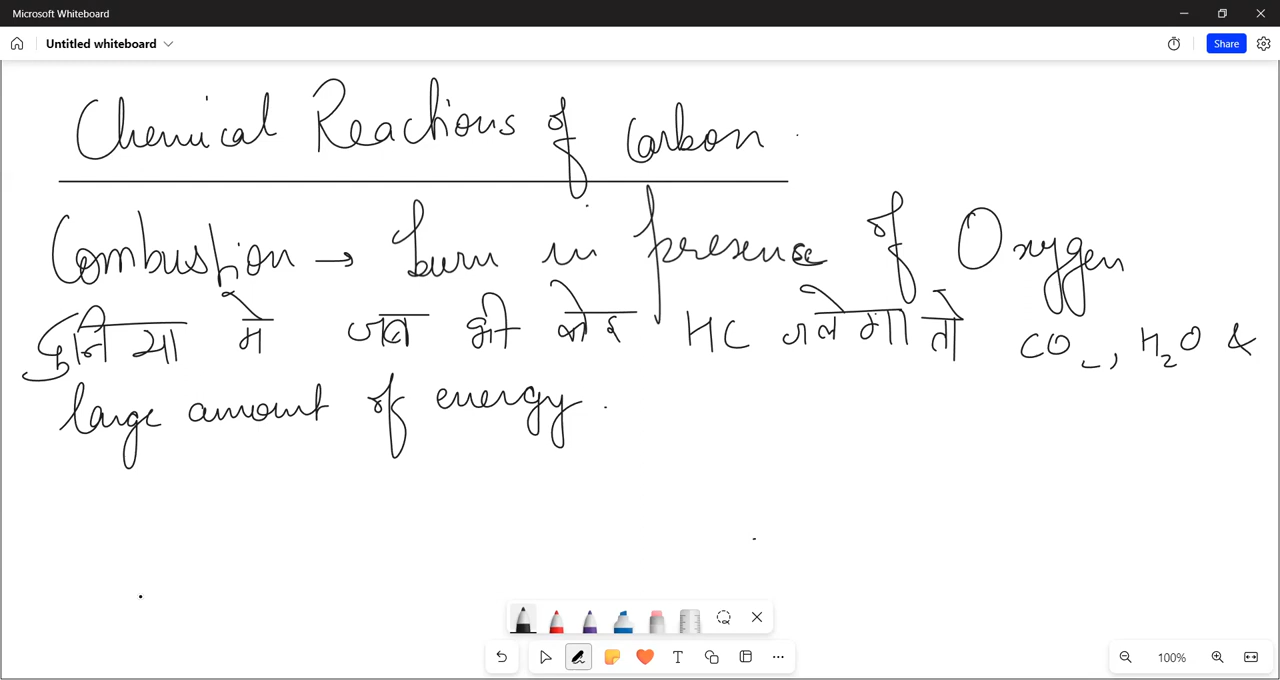 Microsoft Whiteboard
Untitled whiteboard
Share
Chemical Reactions of Carbon
Combustion → burn in presense of Oxygen
दुनिया मे जब भी कोई HC जलेगा तो CO₂, H₂O &
large amount of energy.
100%